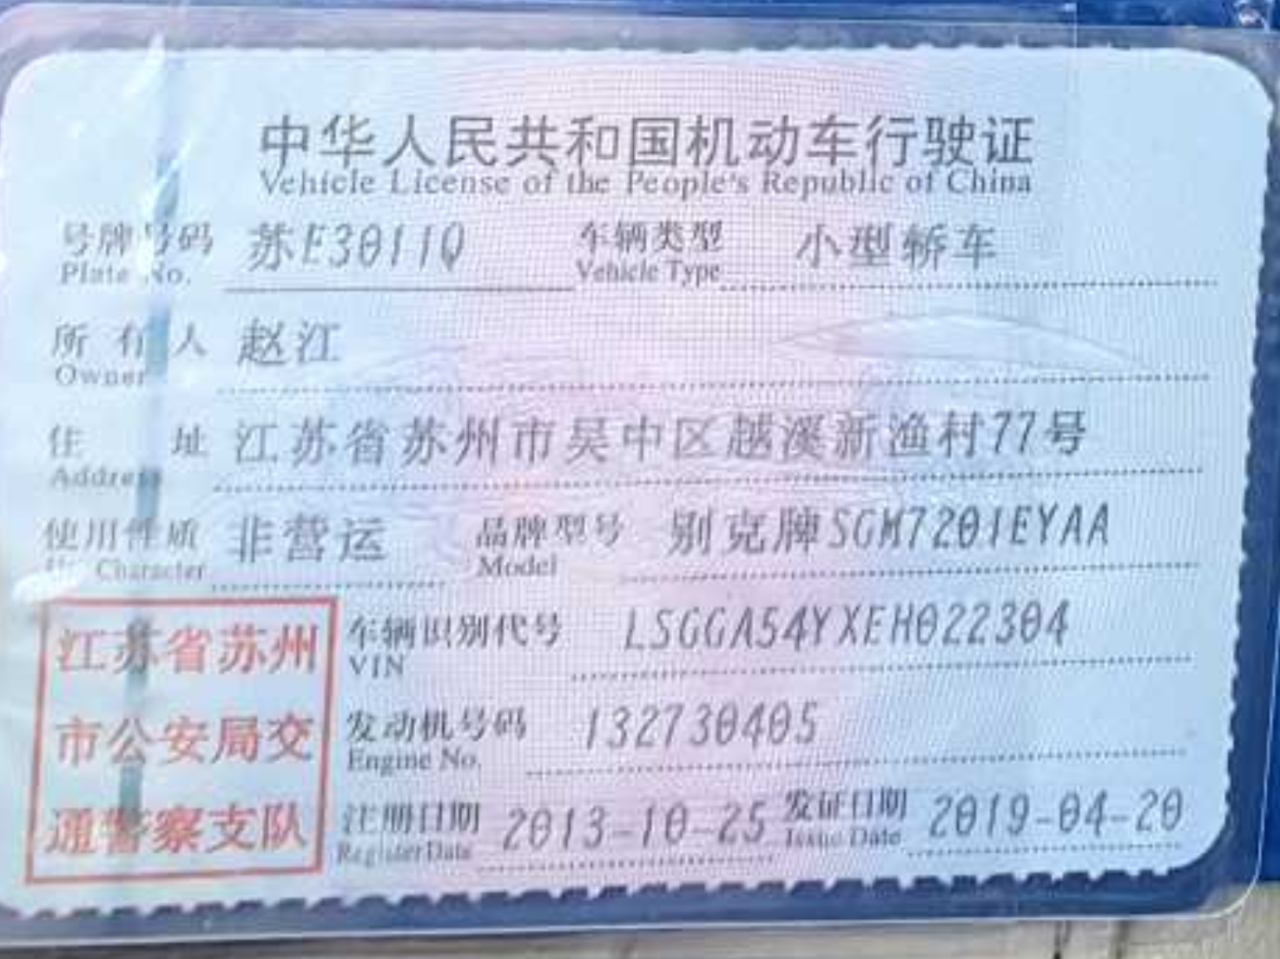 中华人民共和国机动车行驶证
Vehicle License of the People's Republic of China
号牌号码 苏E3011Q 车辆类型 小型轿车
Plate No. Vehicle Type
所有人 赵江
Owner
住址 江苏省苏州市吴中区越溪新渔村77号
Address
使用性质 非营运 品牌型号 别克牌SGM7201EYAA
Character Model
江苏省苏州
市公安局交
通警察支队
车辆识别代号 LSGGA54YXEH022304
VIN
发动机号码 132730405
Engine No.
注册日期 2013-10-25 发证日期 2019-04-20
Register Date Issue Date